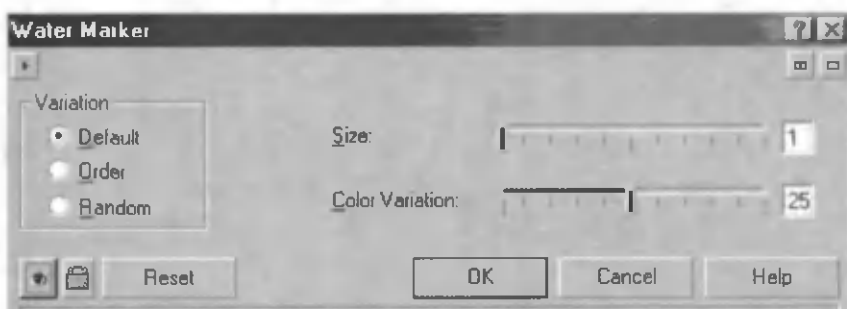 Water Marker
Variation
Default
Order
Random
Size:
1
Color Variation:
25
Reset
OK
Cancel
Help